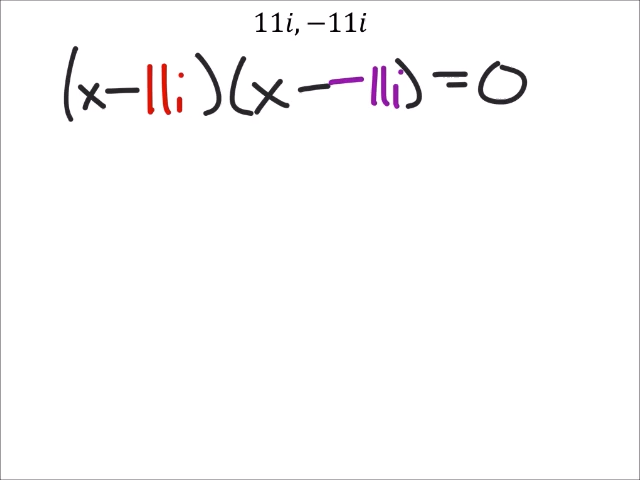 11i, −11i
(x − 11i)(x − −11i) = 0